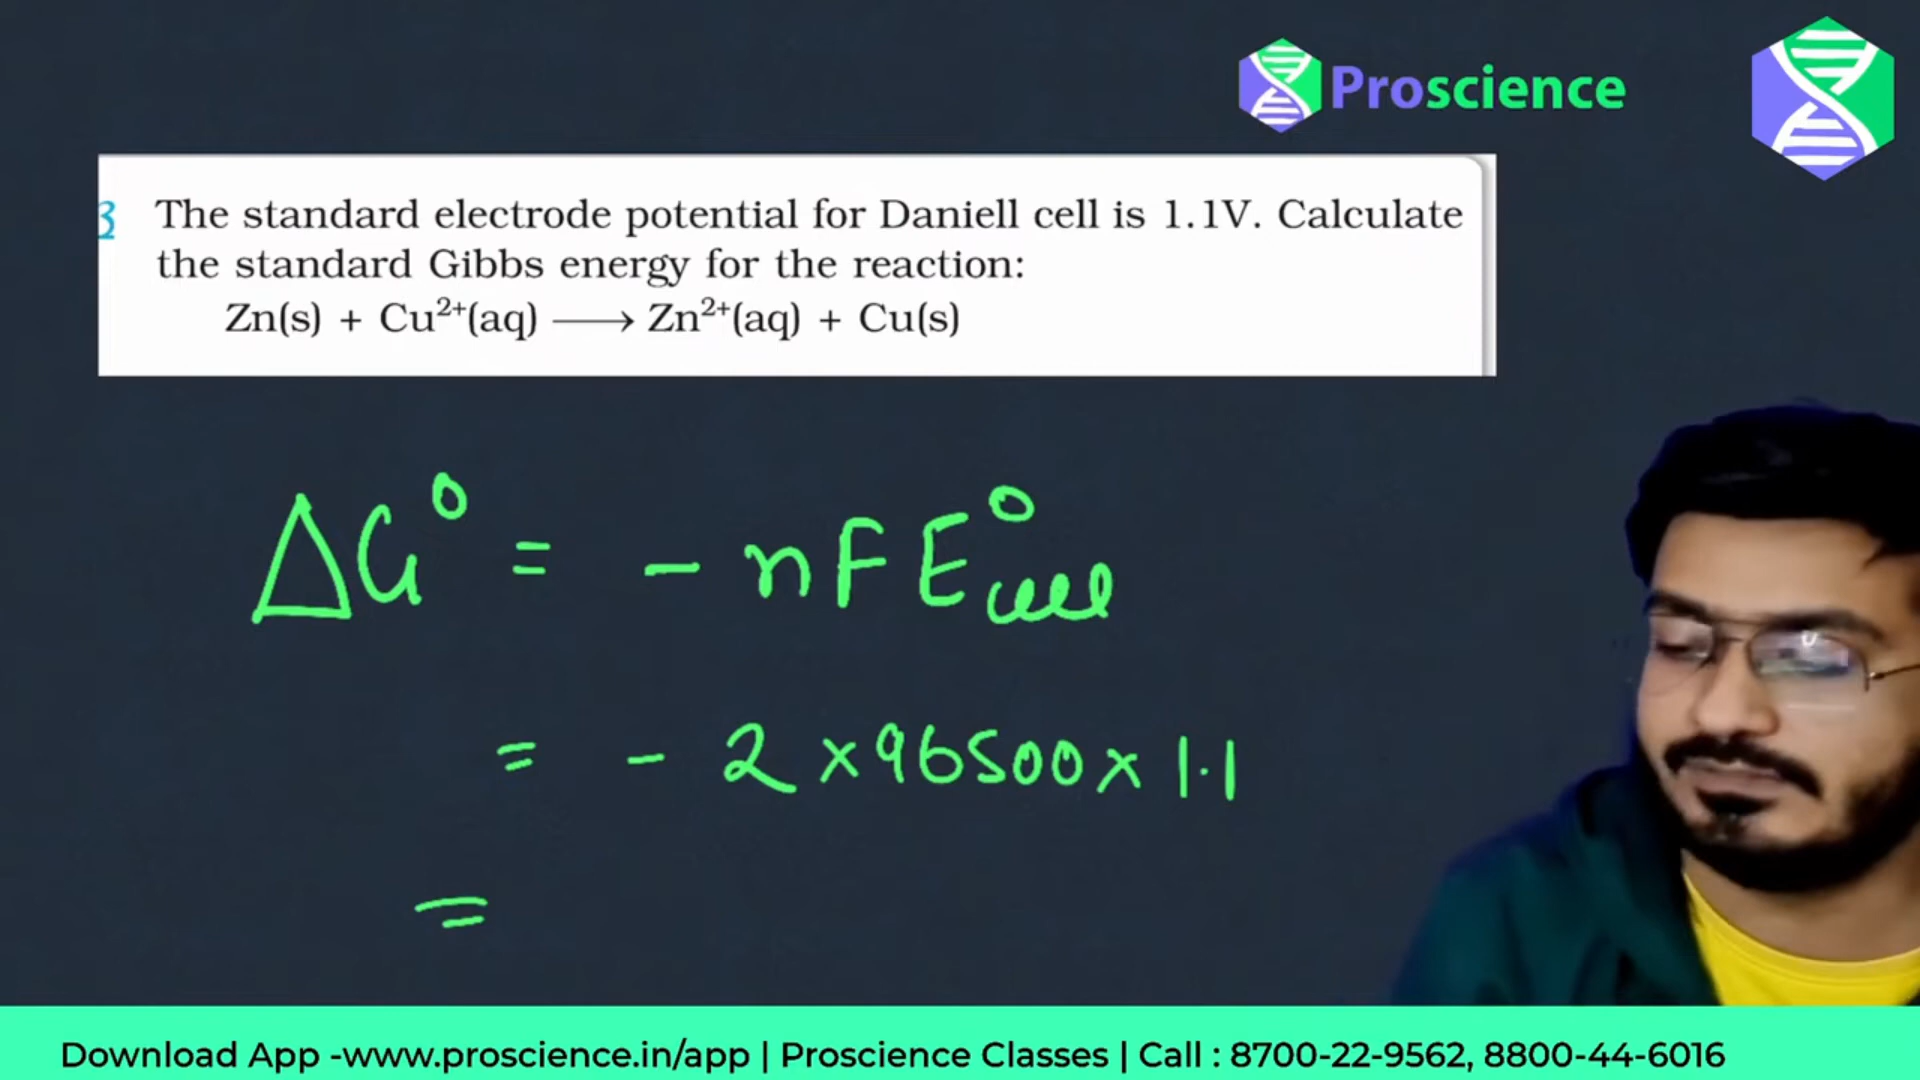 Proscience
3 The standard electrode potential for Daniell cell is 1.1V. Calculate
the standard Gibbs energy for the reaction:
Zn(s) + Cu²⁺(aq) ⟶ Zn²⁺(aq) + Cu(s)
ΔG° = - nFE°cell
= - 2 × 96500 × 1.1
=
Download App -www.proscience.in/app | Proscience Classes | Call : 8700-22-9562, 8800-44-6016